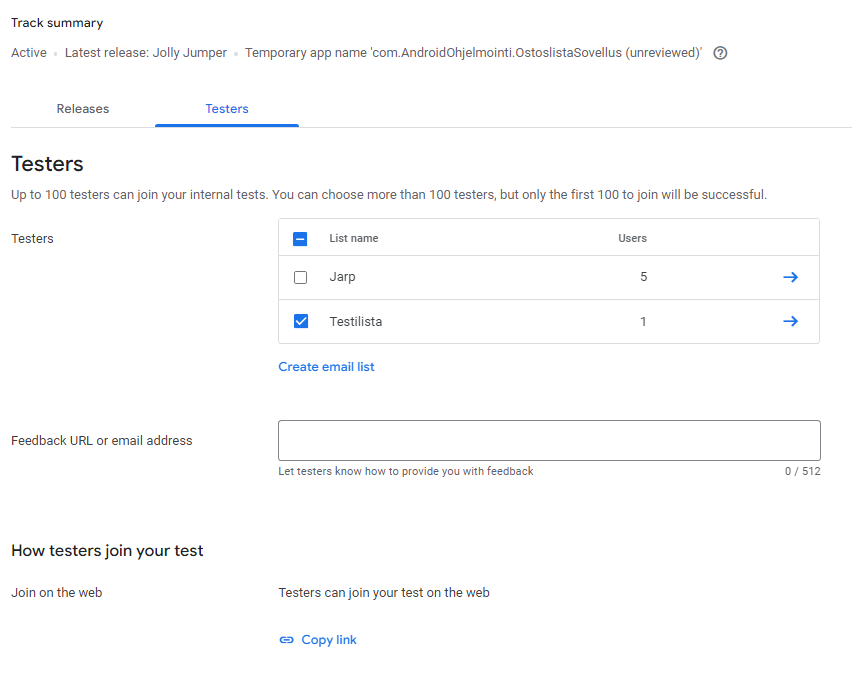 Track summary
Active • Latest release: Jolly Jumper • Temporary app name 'com.AndroidOhjelmointi.OstoslistaSovellus (unreviewed)' ?
Releases Testers
Testers
Up to 100 testers can join your internal tests. You can choose more than 100 testers, but only the first 100 to join will be successful.
Testers
List name Users
Jarp 5
Testilista 1
Create email list
Feedback URL or email address
Let testers know how to provide you with feedback 0 / 512
How testers join your test
Join on the web Testers can join your test on the web
Copy link